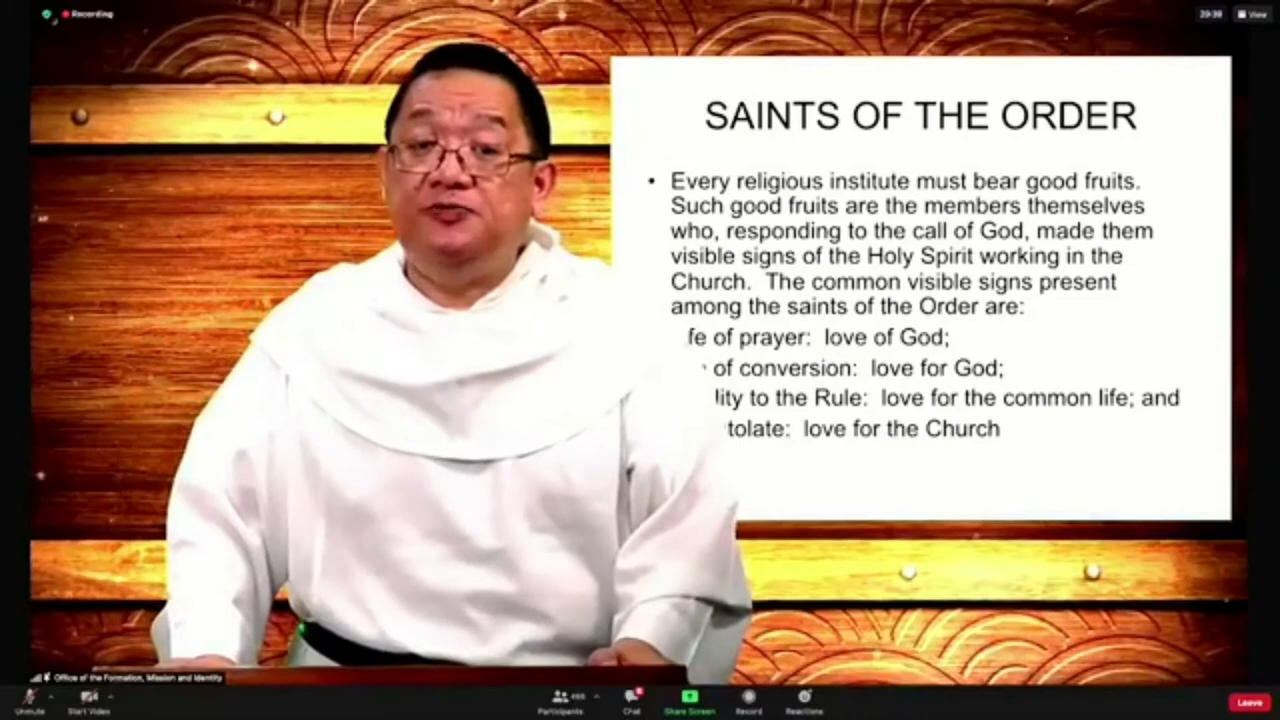 Recording
29:39
View
SAINTS OF THE ORDER
• Every religious institute must bear good fruits.
Such good fruits are the members themselves
who, responding to the call of God, made them
visible signs of the Holy Spirit working in the
Church. The common visible signs present
among the saints of the Order are:
fe of prayer: love of God;
of conversion: love for God;
lity to the Rule: love for the common life; and
tolate: love for the Church
Office of the Formation, Mission and Identity
Unmute
Start Video
Participants
Chat
Share Screen
Record
Reactions
Leave